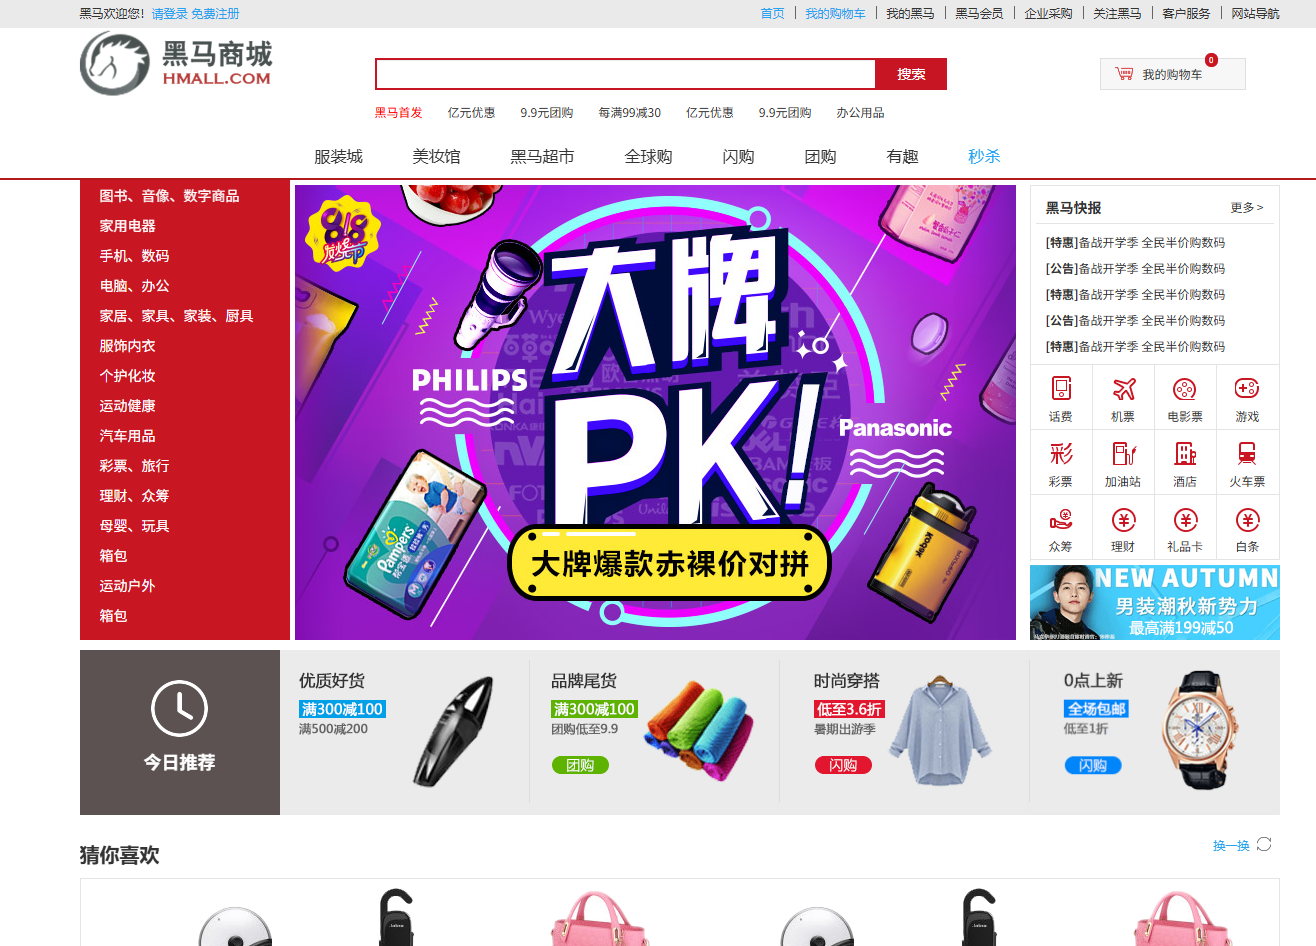 黑马欢迎您！请登录 免费注册
首页 我的购物车 我的黑马 黑马会员 企业采购 关注黑马 客户服务 网站导航
黑马商城
HMALL.COM
搜索
我的购物车 0
黑马首发 亿元优惠 9.9元团购 每满99减30 亿元优惠 9.9元团购 办公用品
服装城 美妆馆 黑马超市 全球购 闪购 团购 有趣 秒杀
图书、音像、数字商品
家用电器
手机、数码
电脑、办公
家居、家具、家装、厨具
服饰内衣
个护化妆
运动健康
汽车用品
彩票、旅行
理财、众筹
母婴、玩具
箱包
运动户外
箱包
8.8
发烧节
大牌
PK!
PHILIPS
Panasonic
Pampers
帮宝适
Kodak
大牌爆款赤裸价对拼
黑马快报 更多 >
[特惠]备战开学季 全民半价购数码
[公告]备战开学季 全民半价购数码
[特惠]备战开学季 全民半价购数码
[公告]备战开学季 全民半价购数码
[特惠]备战开学季 全民半价购数码
话费 机票 电影票 游戏
彩
彩票 加油站 酒店 火车票
众筹 理财 礼品卡 白条
NEW AUTUMN
男装潮秋新势力
最高满199减50
今日推荐
优质好货
满300减100
满500减200
品牌尾货
满300减100
团购低至9.9
团购
时尚穿搭
低至3.6折
暑期出游季
闪购
0点上新
全场包邮
低至1折
闪购
猜你喜欢
换一换